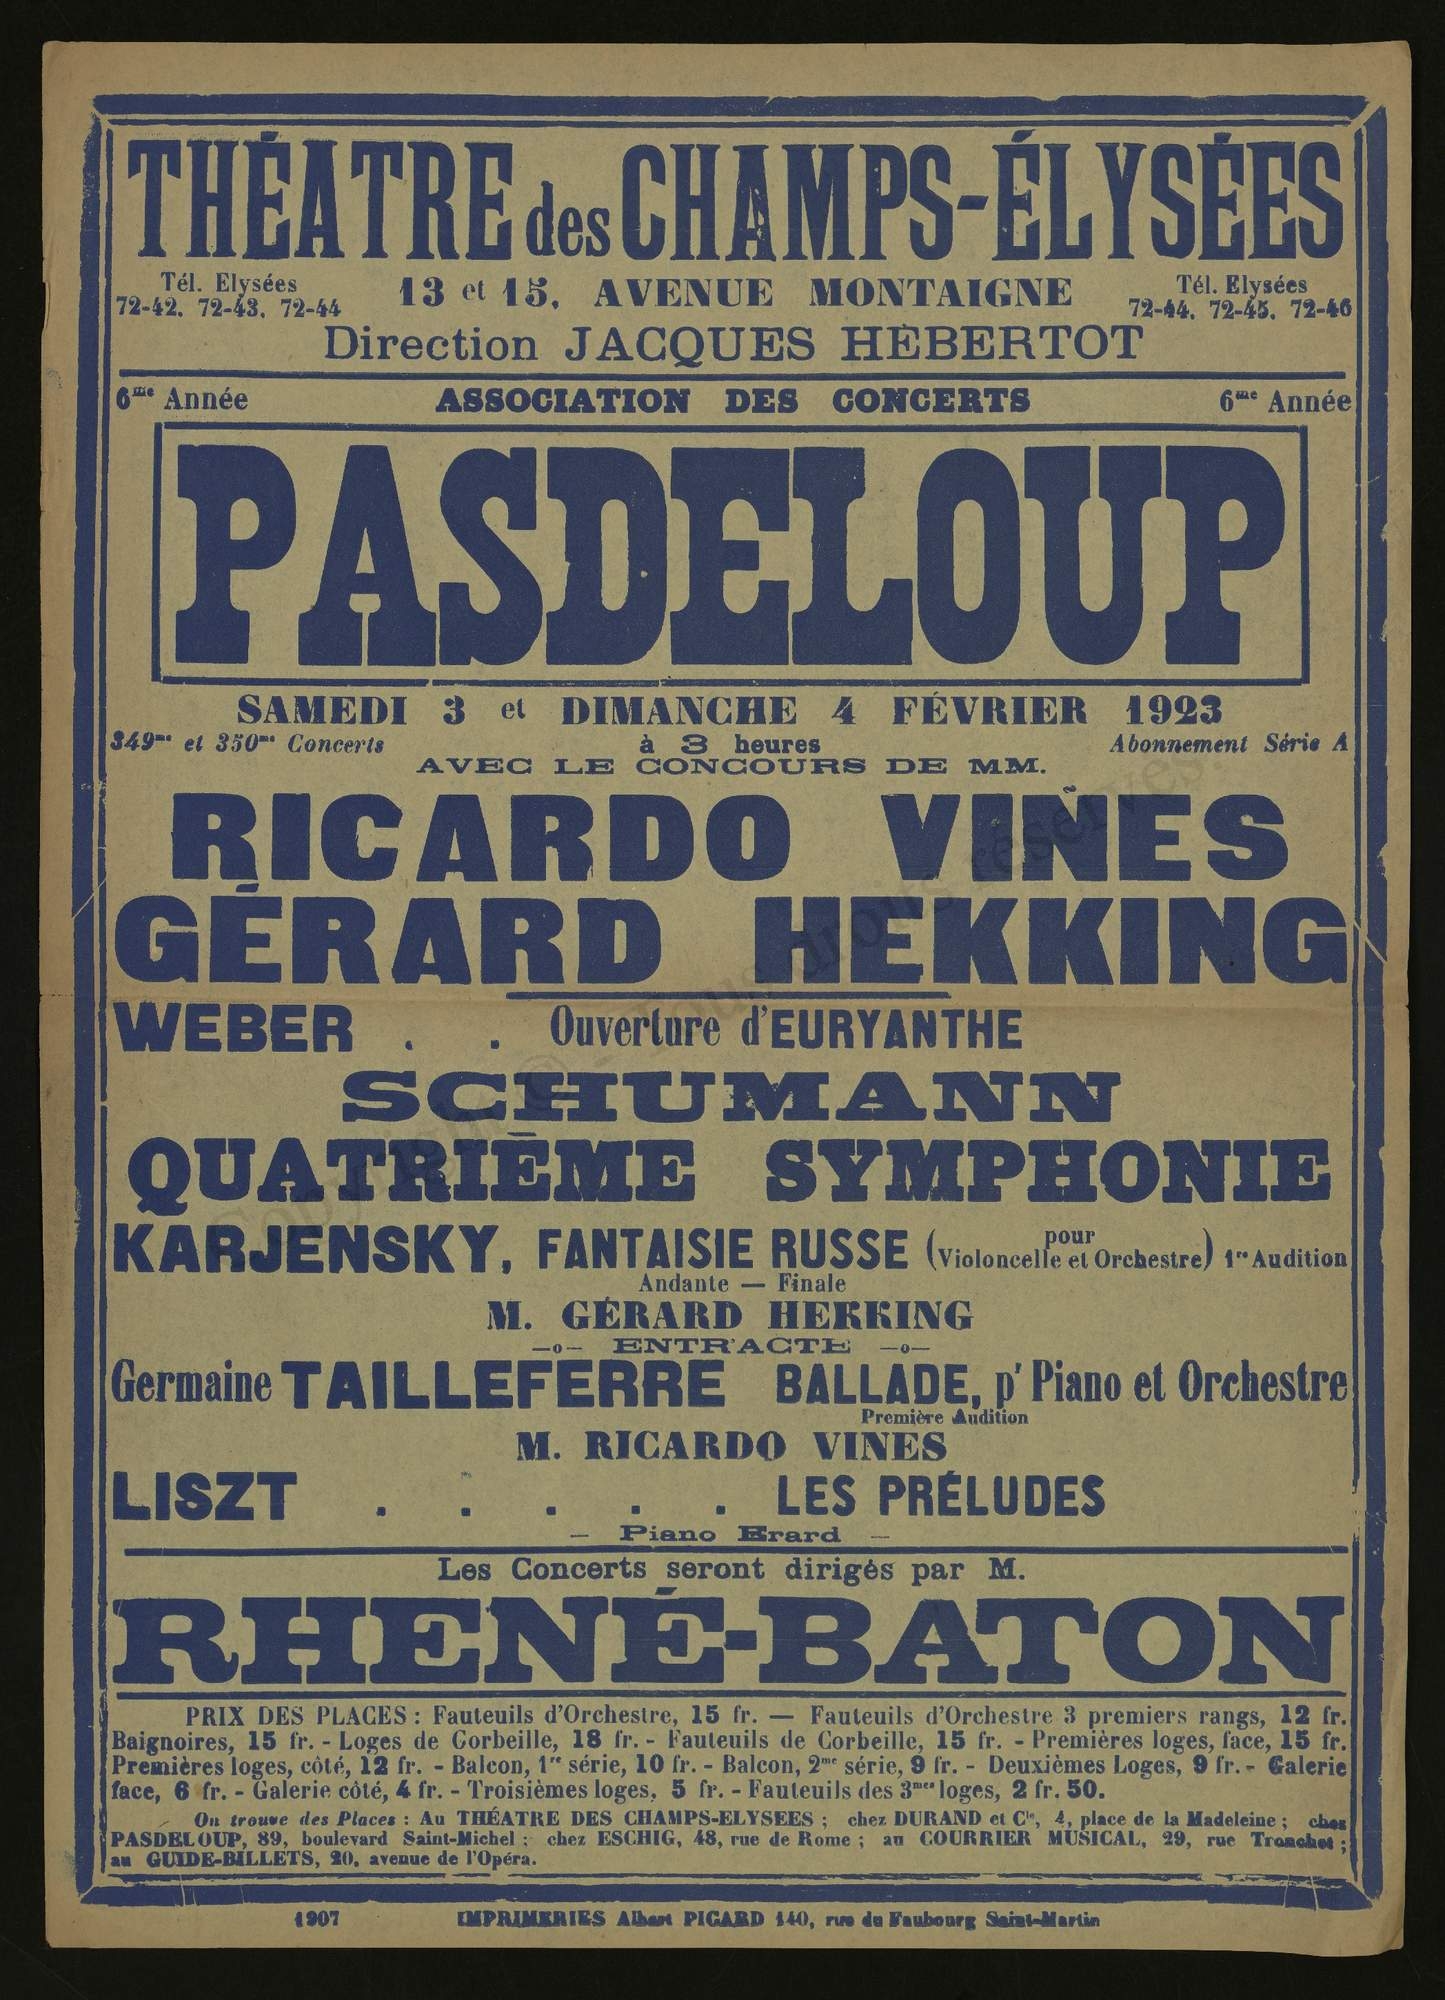 THÉATRE des CHAMPS-ÉLYSÉES
Tél. Elysées
72-42, 72-43, 72-44
13 et 15, AVENUE MONTAIGNE
Tél. Elysées
72-44, 72-45, 72-46
Direction JACQUES HÉBERTOT
6me Année ASSOCIATION DES CONCERTS 6me Année
PASDELOUP
SAMEDI 3 et DIMANCHE 4 FÉVRIER 1923
349me et 350me Concerts à 3 heures Abonnement Série A
AVEC LE CONCOURS DE MM.
RICARDO VIÑES
GÉRARD HEKKING
WEBER . . Ouverture d'EURYANTHE
SCHUMANN
QUATRIÈME SYMPHONIE
KARJENSKY, FANTAISIE RUSSE (pour Violoncelle et Orchestre) 1re Audition
Andante — Finale
M. GÉRARD HEKKING
—o— ENTR'ACTE —o—
Germaine TAILLEFERRE BALLADE, pr Piano et Orchestre
Première Audition
M. RICARDO VINES
LISZT . . . . . LES PRÉLUDES
— Piano Erard —
Les Concerts seront dirigés par M.
RHENÉ-BATON
PRIX DES PLACES : Fauteuils d'Orchestre, 15 fr. — Fauteuils d'Orchestre 3 premiers rangs, 12 fr.
Baignoires, 15 fr. - Loges de Corbeille, 18 fr. - Fauteuils de Corbeille, 15 fr. - Premières loges, face, 15 fr.
Premières loges, côté, 12 fr. - Balcon, 1re série, 10 fr. - Balcon, 2me série, 9 fr. - Deuxièmes Loges, 9 fr. - Galerie
face, 6 fr. - Galerie côté, 4 fr. - Troisièmes loges, 5 fr. - Fauteuils des 3mes loges, 2 fr. 50.
On trouve des Places : Au THÉATRE DES CHAMPS-ELYSEES ; chez DURAND et Cie, 4, place de la Madeleine ; chez
PASDELOUP, 89, boulevard Saint-Michel ; chez ESCHIG, 48, rue de Rome ; au COURRIER MUSICAL, 29, rue Tronchet ;
au GUIDE-BILLETS, 20, avenue de l'Opéra.
1907 IMPRIMERIES Albert PICARD 140, rue du Faubourg Saint-Martin
Copyright © - Tous droits réservés.